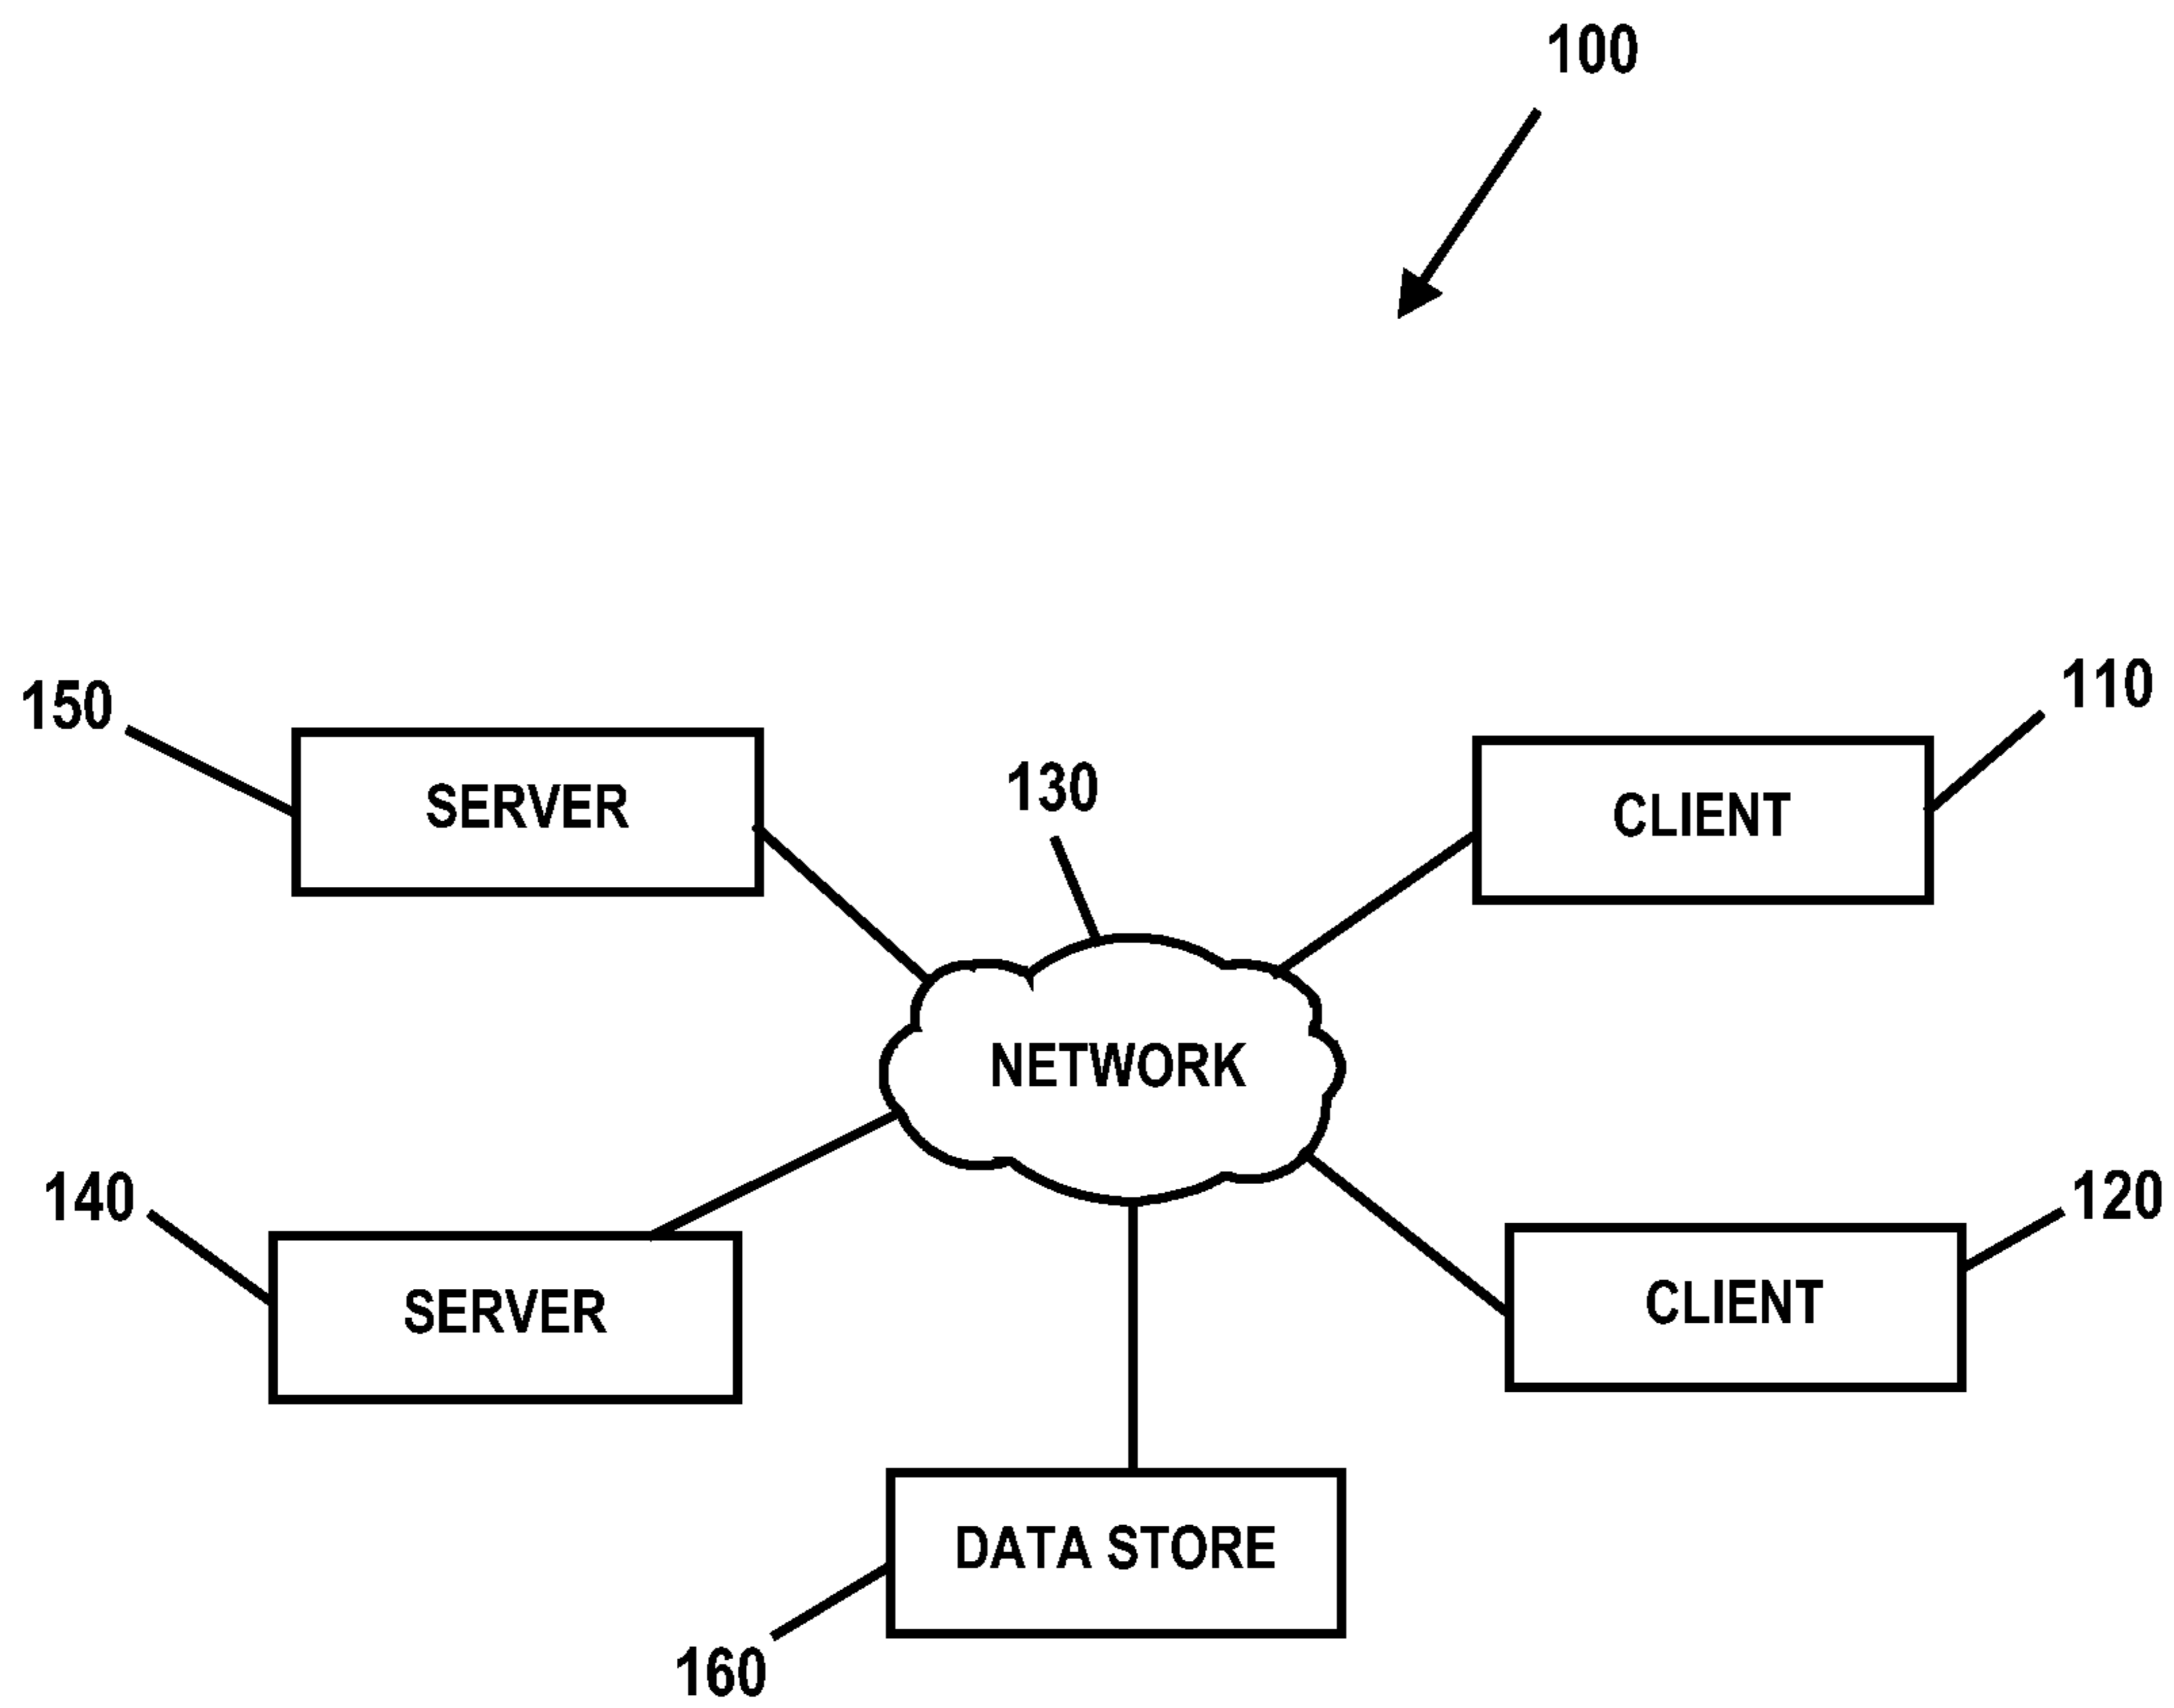 100
110
150
SERVER
130
CLIENT
NETWORK
140
120
SERVER
CLIENT
DATA STORE
160